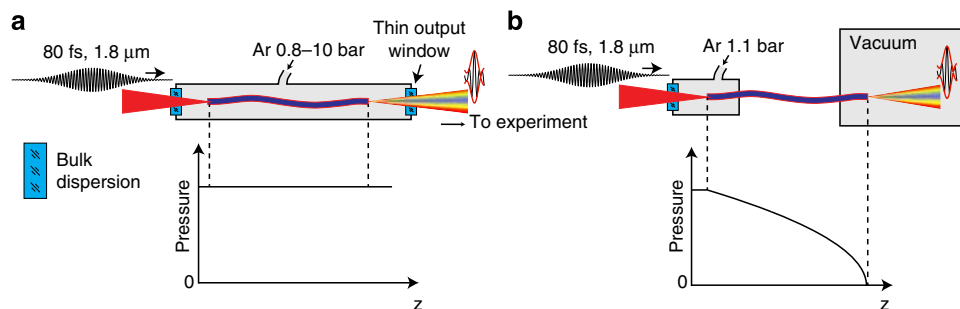 a
80 fs, 1.8 μm
Ar 0.8–10 bar
Thin output
window
To experiment
Bulk
dispersion
Pressure
0
z
b
80 fs, 1.8 μm
Ar 1.1 bar
Vacuum
Pressure
0
z